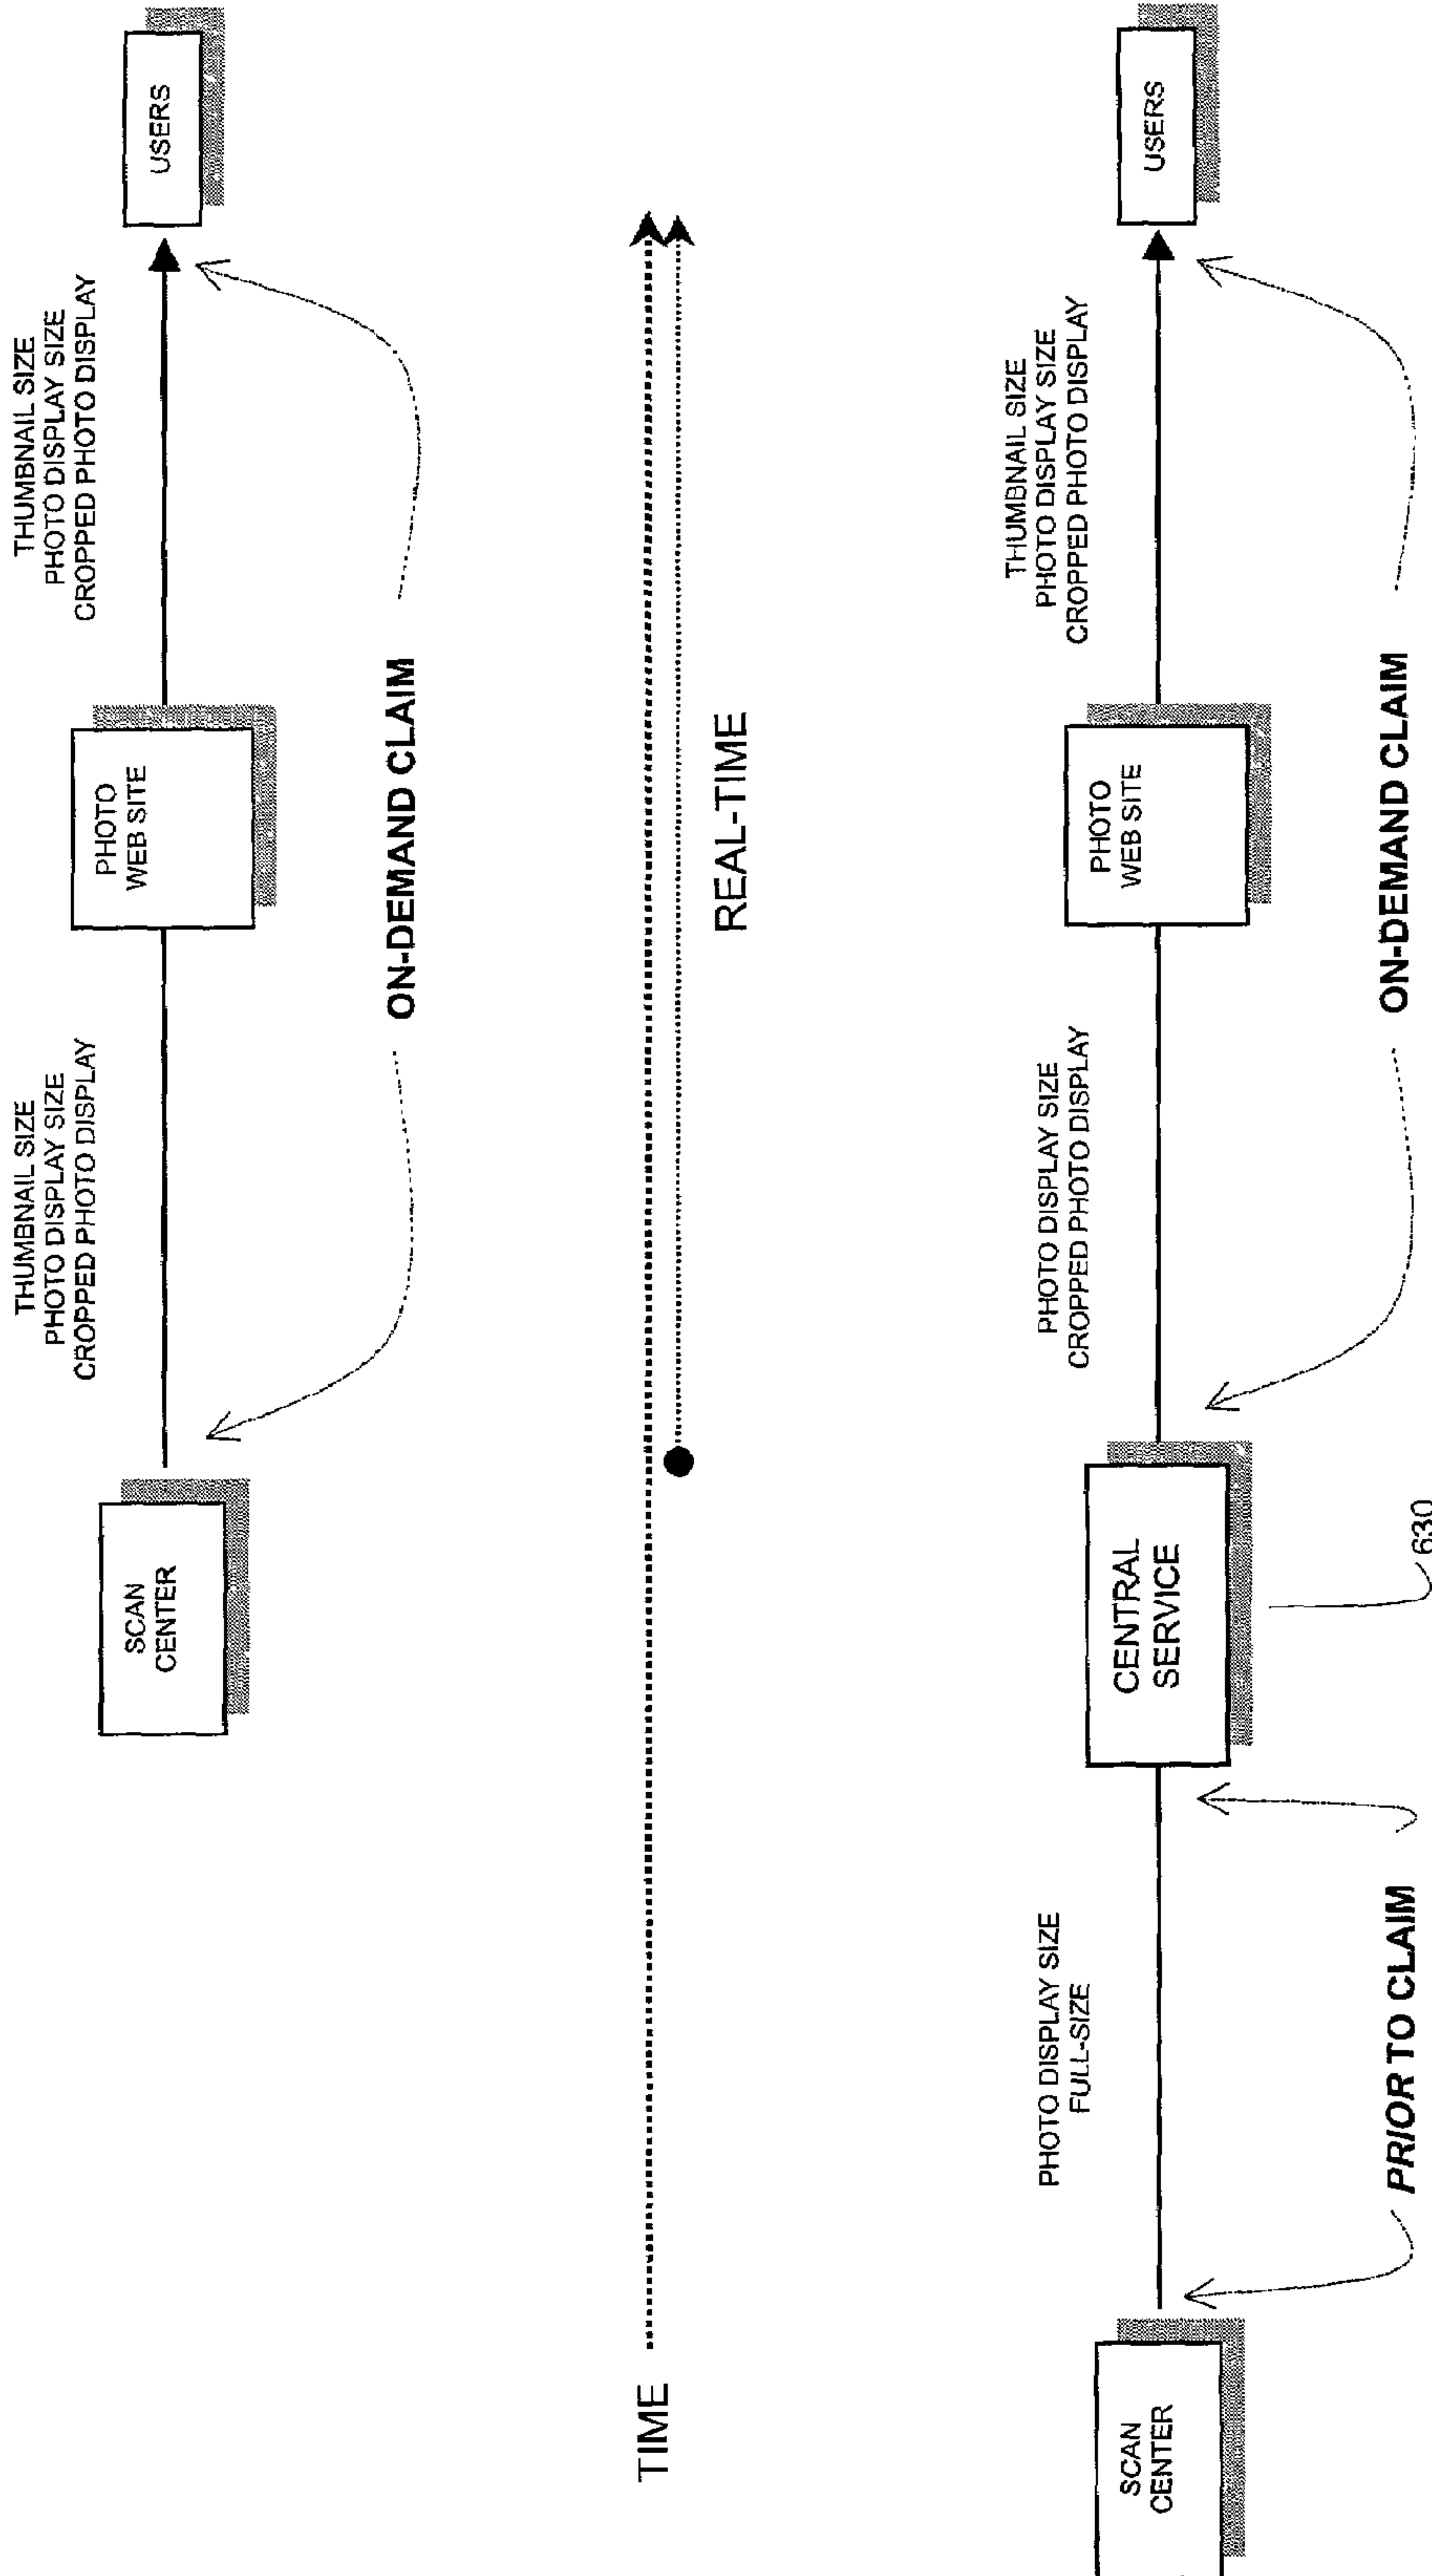 THUMBNAIL SIZE
PHOTO DISPLAY SIZE
CROPPED PHOTO DISPLAY
THUMBNAIL SIZE
PHOTO DISPLAY SIZE
CROPPED PHOTO DISPLAY
SCAN
CENTER
PHOTO
WEB SITE
USERS
ON-DEMAND CLAIM
TIME
REAL-TIME
PHOTO DISPLAY SIZE
FULL-SIZE
PHOTO DISPLAY SIZE
CROPPED PHOTO DISPLAY
THUMBNAIL SIZE
PHOTO DISPLAY SIZE
CROPPED PHOTO DISPLAY
SCAN
CENTER
CENTRAL
SERVICE
PHOTO
WEB SITE
USERS
PRIOR TO CLAIM
630
ON-DEMAND CLAIM